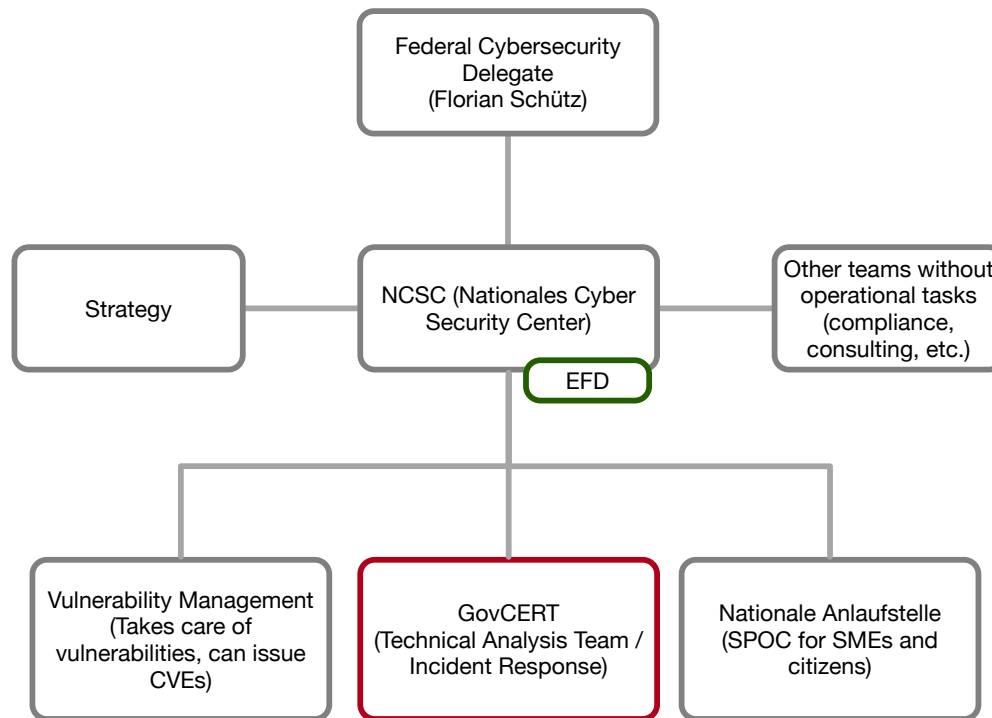 Federal Cybersecurity
Delegate
(Florian Schütz)
Strategy
NCSC (Nationales Cyber
Security Center)
Other teams without
operational tasks
(compliance,
consulting, etc.)
EFD
Vulnerability Management
(Takes care of
vulnerabilities, can issue
CVEs)
GovCERT
(Technical Analysis Team /
Incident Response)
Nationale Anlaufstelle
(SPOC for SMEs and
citizens)